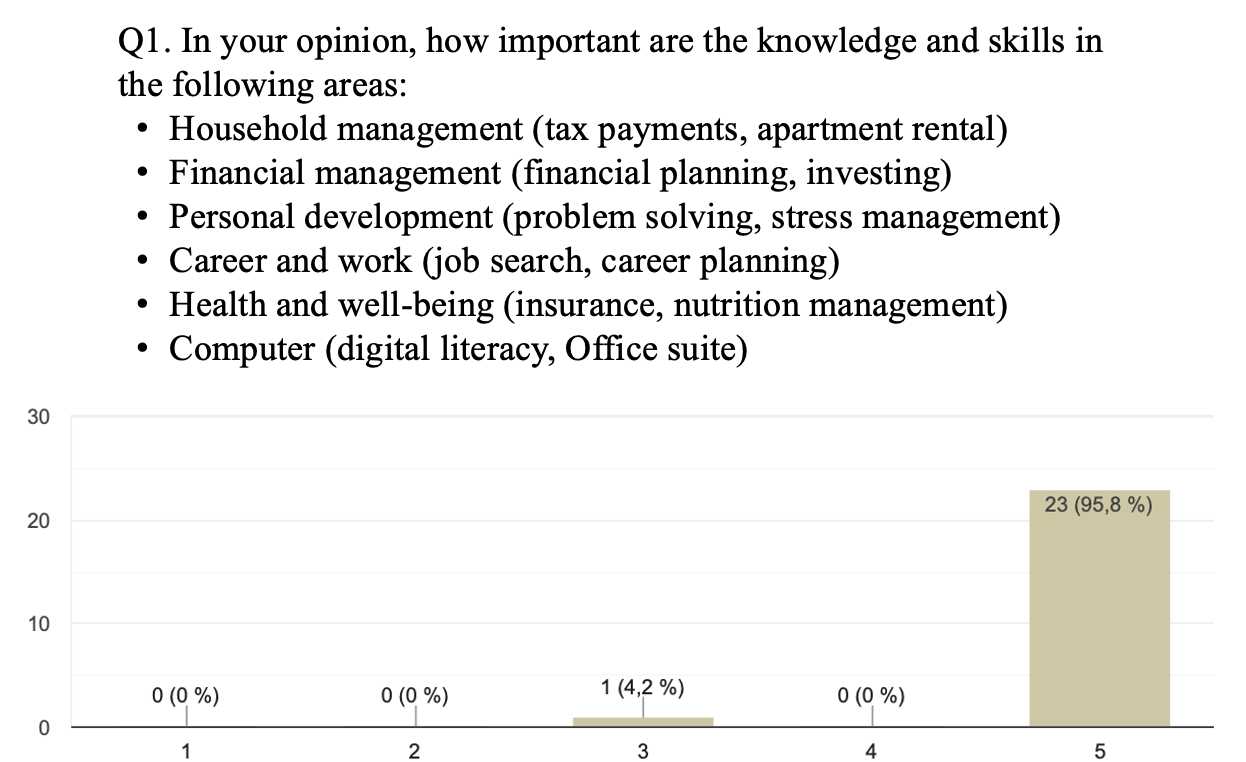 Q1. In your opinion, how important are the knowledge and skills in
the following areas:
• Household management (tax payments, apartment rental)
• Financial management (financial planning, investing)
• Personal development (problem solving, stress management)
• Career and work (job search, career planning)
• Health and well-being (insurance, nutrition management)
• Computer (digital literacy, Office suite)
30
20
10
0
0 (0 %)
0 (0 %)
1 (4,2 %)
0 (0 %)
23 (95,8 %)
1
2
3
4
5